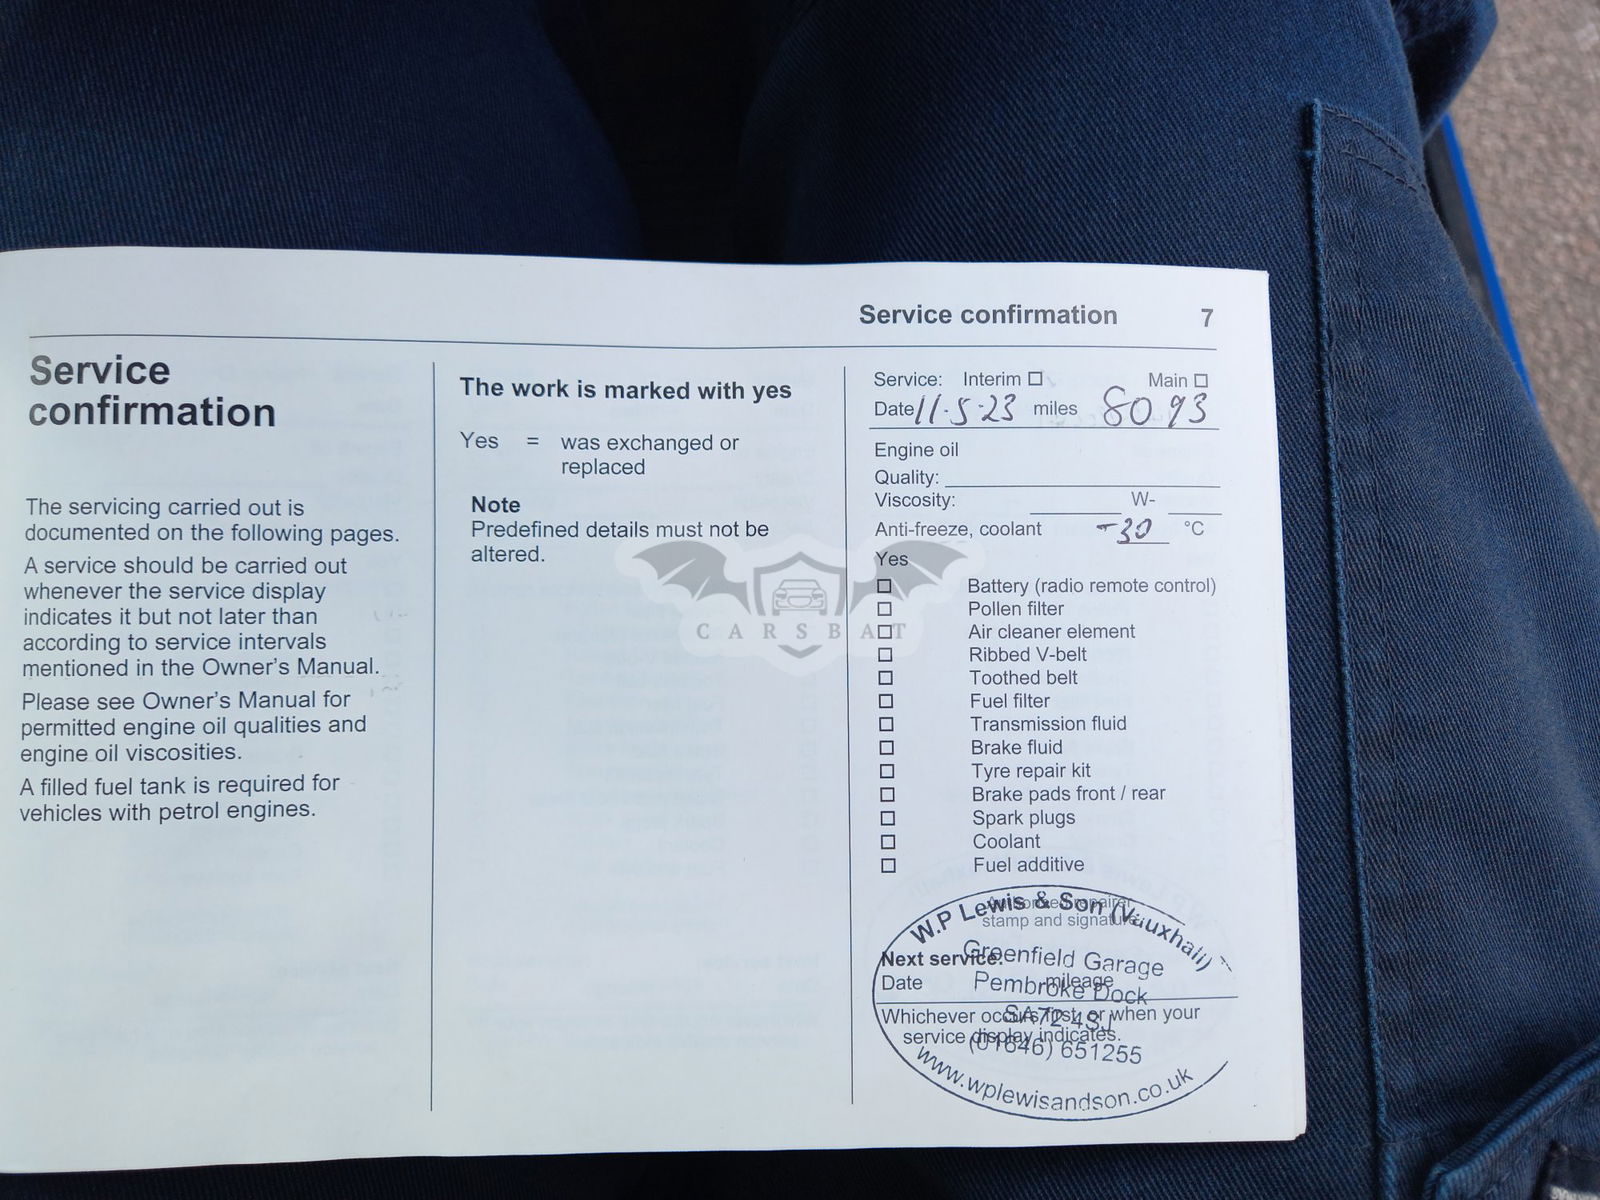 Service confirmation 7
Service
confirmation
The servicing carried out is
documented on the following pages.
A service should be carried out
whenever the service display
indicates it but not later than
according to service intervals
mentioned in the Owner's Manual.
Please see Owner's Manual for
permitted engine oil qualities and
engine oil viscosities.
A filled fuel tank is required for
vehicles with petrol engines.
The work is marked with yes
Yes = was exchanged or
replaced
Note
Predefined details must not be
altered.
Service: Interim Main
Date 11.5.23 miles 8093
Engine oil
Quality:
Viscosity: W-
Anti-freeze, coolant -30 °C
Yes
Battery (radio remote control)
Pollen filter
Air cleaner element
Ribbed V-belt
Toothed belt
Fuel filter
Transmission fluid
Brake fluid
Tyre repair kit
Brake pads front / rear
Spark plugs
Coolant
Fuel additive
Authorised repairer
stamp and signature
Next service:
Date mileage
Whichever occurs first, or when your
service display indicates.
W.P Lewis & Son (Vauxhall)
Greenfield Garage
Pembroke Dock
SA72 4SJ
(01646) 651255
www.wplewisandson.co.uk
CARSBAT